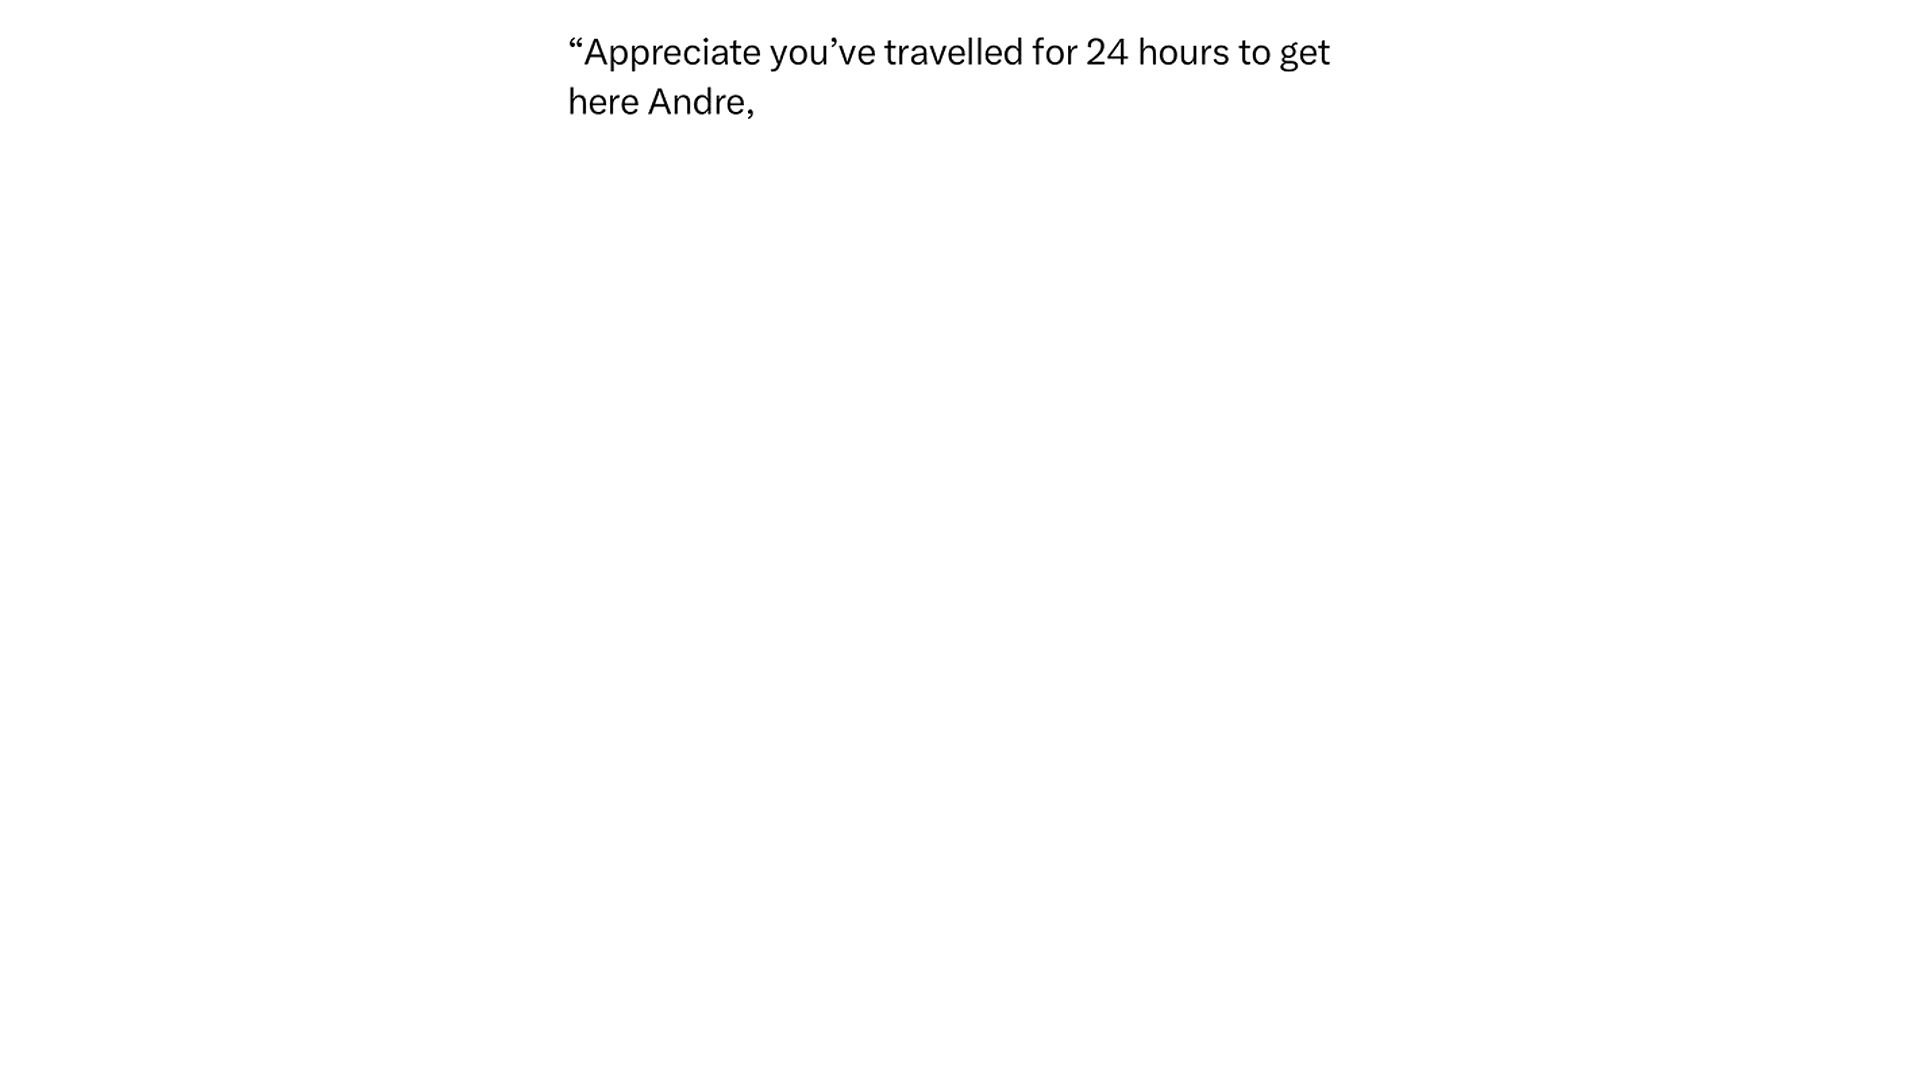 “Appreciate you’ve travelled for 24 hours to get
here Andre,